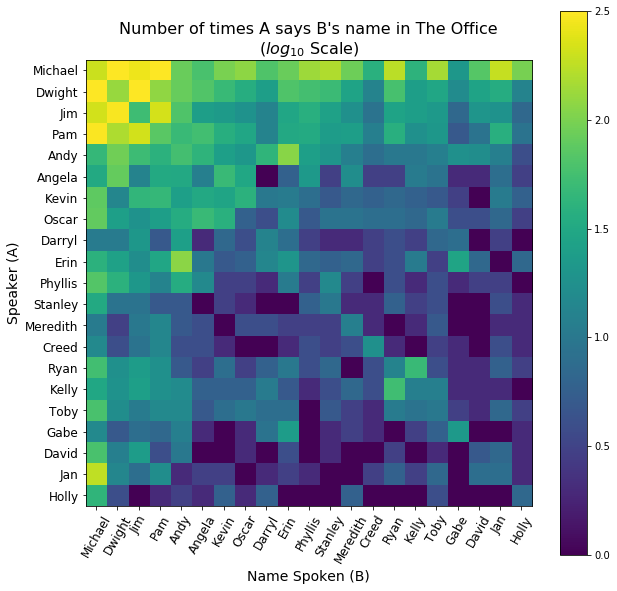 Number of times A says B's name in The Office
(log10 Scale)
Michael
Dwight
Jim
Pam
Andy
Angela
Kevin
Oscar
Darryl
Erin
Phyllis
Stanley
Meredith
Creed
Ryan
Kelly
Toby
Gabe
David
Jan
Holly
Speaker (A)
Michael Dwight Jim Pam Andy Angela Kevin Oscar Darryl Erin Phyllis Stanley Meredith Creed Ryan Kelly Toby Gabe David Jan Holly
Name Spoken (B)
2.5
2.0
1.5
1.0
0.5
0.0